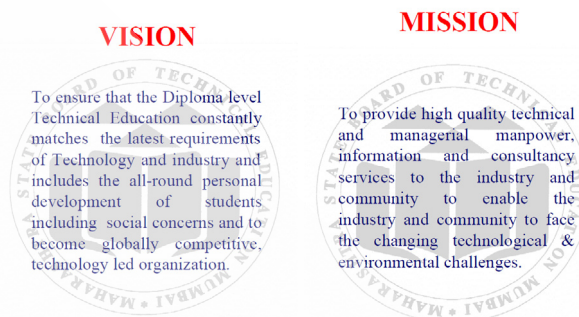 VISION
To ensure that the Diploma level
Technical Education constantly
matches the latest requirements
of Technology and industry and
includes the all-round personal
development of students
including social concerns and to
become globally competitive,
technology led organization.
MISSION
To provide high quality technical
and managerial manpower,
information and consultancy
services to the industry and
community to enable the
industry and community to face
the changing technological &
environmental challenges.